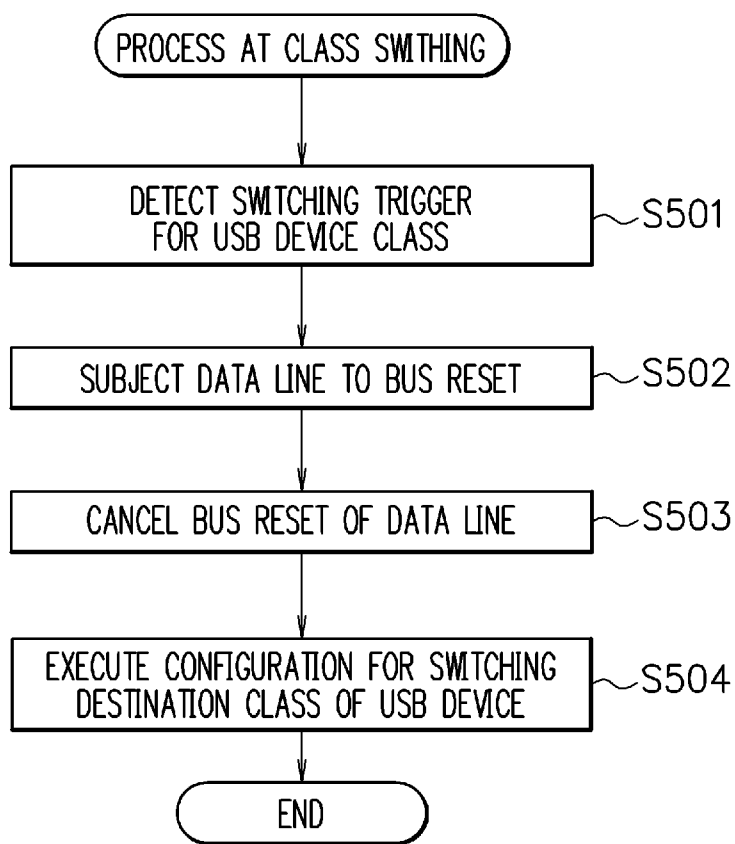 PROCESS AT CLASS SWITHING
DETECT SWITCHING TRIGGER
FOR USB DEVICE CLASS
S501
SUBJECT DATA LINE TO BUS RESET
S502
CANCEL BUS RESET OF DATA LINE
S503
EXECUTE CONFIGURATION FOR SWITCHING
DESTINATION CLASS OF USB DEVICE
S504
END